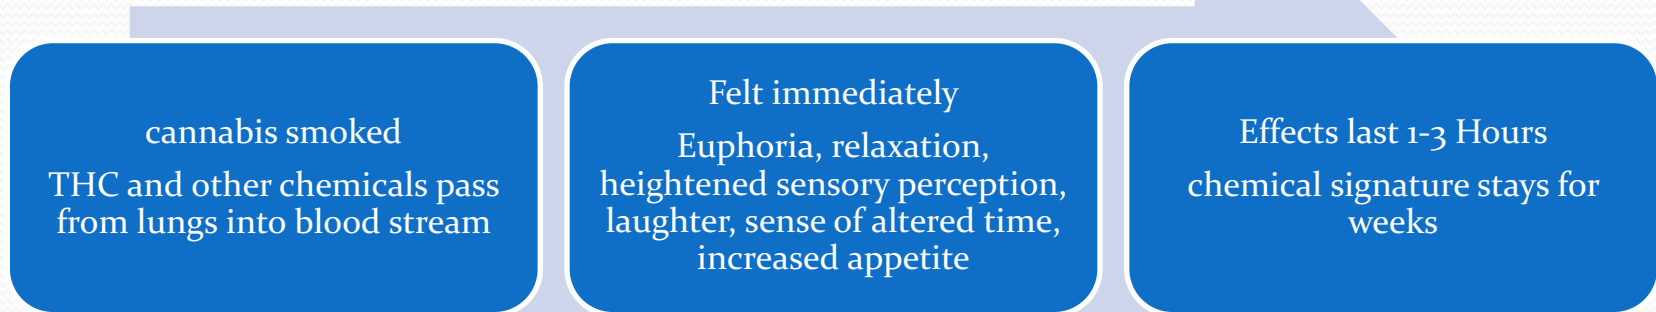 cannabis smoked
THC and other chemicals pass
from lungs into blood stream
Felt immediately
Euphoria, relaxation,
heightened sensory perception,
laughter, sense of altered time,
increased appetite
Effects last 1-3 Hours
chemical signature stays for
weeks